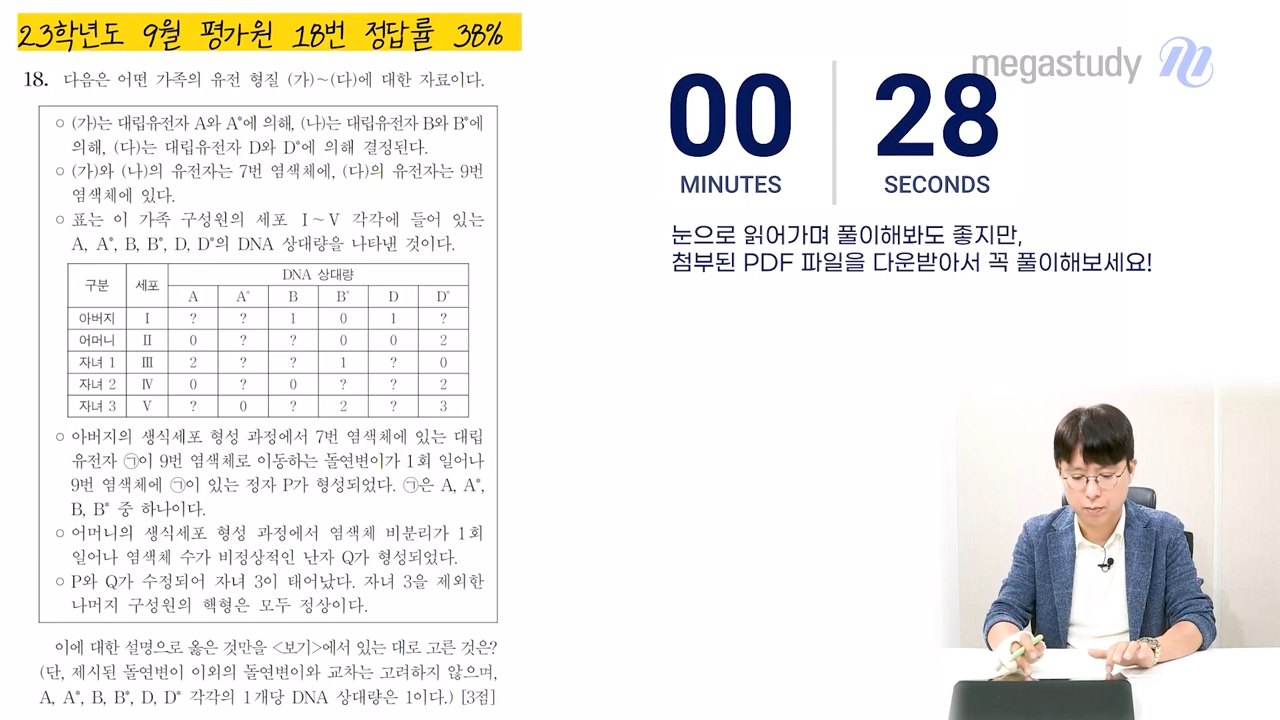 23학년도 9월 평가원 18번 정답률 38%
megastudy
18. 다음은 어떤 가족의 유전 형질 (가)~(다)에 대한 자료이다.
00
28
MINUTES
SECONDS
눈으로 읽어가며 풀이해봐도 좋지만,
첨부된 PDF 파일을 다운받아서 꼭 풀이해보세요!
○ (가)는 대립유전자 A와 A*에 의해, (나)는 대립유전자 B와 B*에
의해, (다)는 대립유전자 D와 D*에 의해 결정된다.
○ (가)와 (나)의 유전자는 7번 염색체에, (다)의 유전자는 9번
염색체에 있다.
○ 표는 이 가족 구성원의 세포 Ⅰ~Ⅴ 각각에 들어 있는
A, A*, B, B*, D, D*의 DNA 상대량을 나타낸 것이다.
구분 세포 DNA 상대량
A A* B B* D D*
아버지 Ⅰ ? ? 1 0 1 ?
어머니 Ⅱ 0 ? ? 0 0 2
자녀 1 Ⅲ 2 ? ? 1 ? 0
자녀 2 Ⅳ 0 ? 0 ? ? 2
자녀 3 Ⅴ ? 0 ? 2 ? 3
○ 아버지의 생식세포 형성 과정에서 7번 염색체에 있는 대립
유전자 ㉠이 9번 염색체로 이동하는 돌연변이가 1회 일어나
9번 염색체에 ㉠이 있는 정자 P가 형성되었다. ㉠은 A, A*,
B, B* 중 하나이다.
○ 어머니의 생식세포 형성 과정에서 염색체 비분리가 1회
일어나 염색체 수가 비정상적인 난자 Q가 형성되었다.
○ P와 Q가 수정되어 자녀 3이 태어났다. 자녀 3을 제외한
나머지 구성원의 핵형은 모두 정상이다.
이에 대한 설명으로 옳은 것만을 <보기>에서 있는 대로 고른 것은?
(단, 제시된 돌연변이 이외의 돌연변이와 교차는 고려하지 않으며,
A, A*, B, B*, D, D* 각각의 1개당 DNA 상대량은 1이다.) [3점]